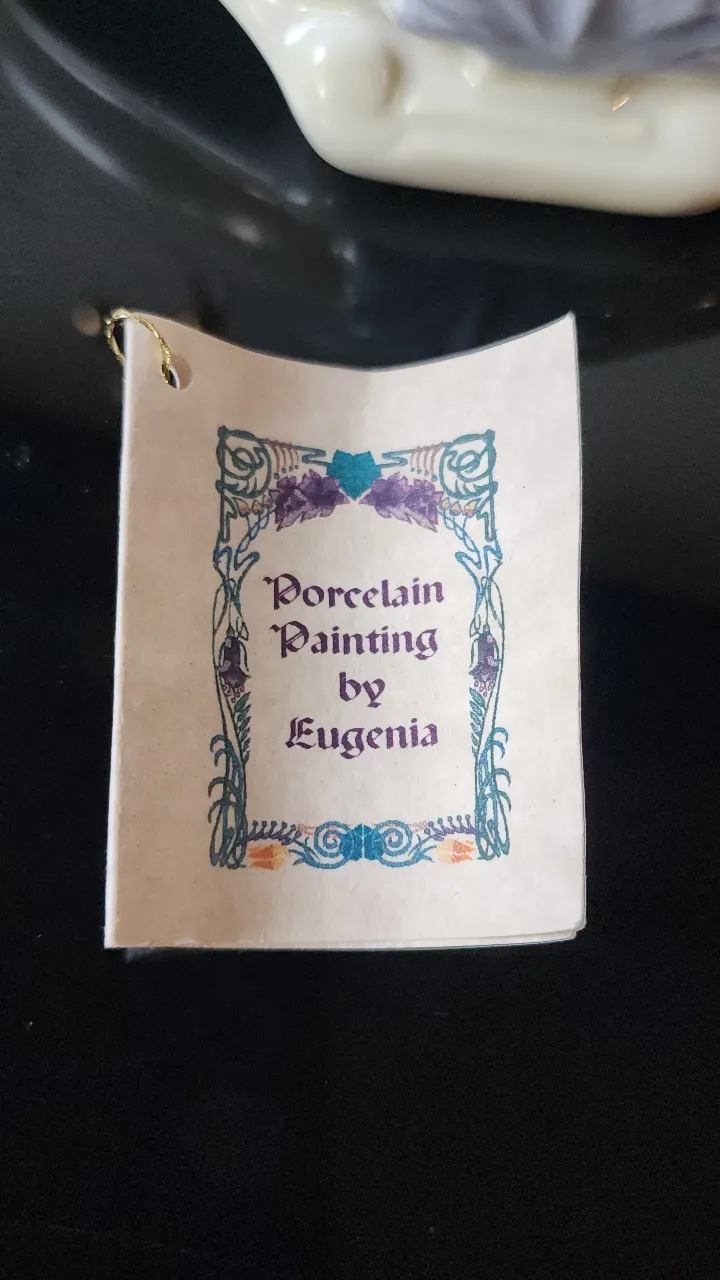 Porcelain
Painting
by
Eugenia